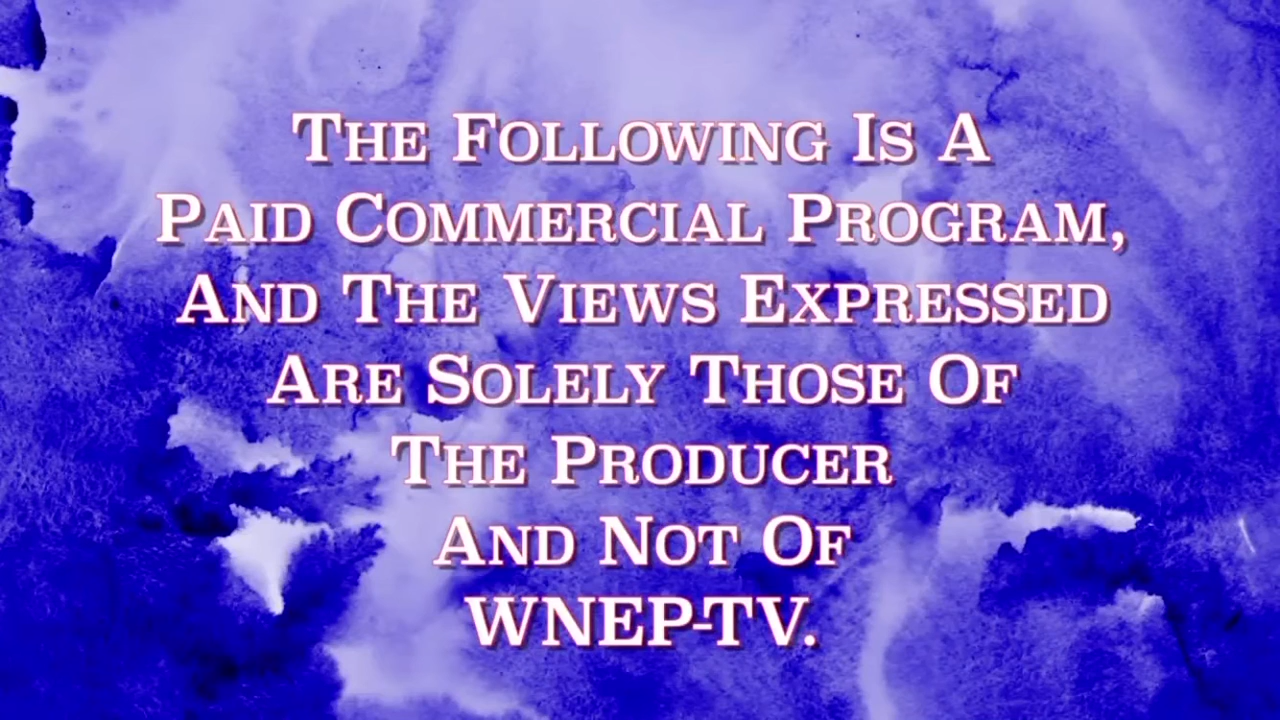 The Following Is A
Paid Commercial Program,
And The Views Expressed
Are Solely Those Of
The Producer
And Not Of
WNEP-TV.